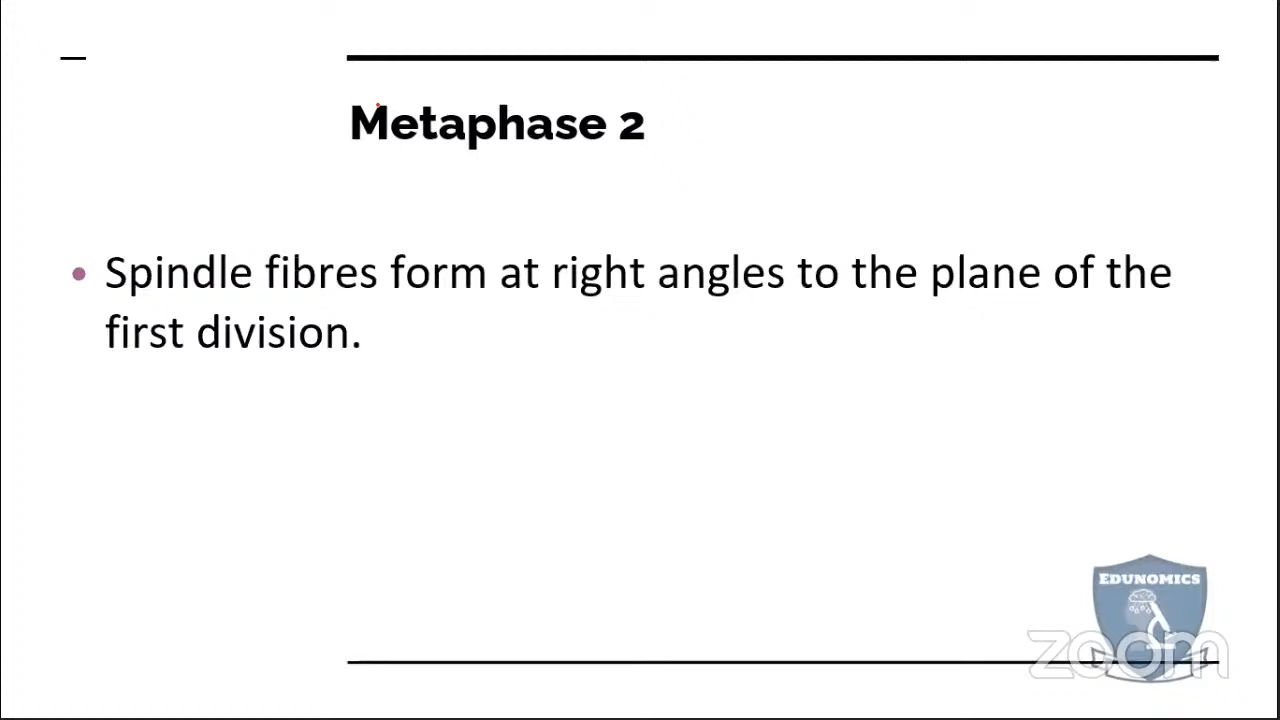 Metaphase 2
• Spindle fibres form at right angles to the plane of the
first division.
EDUNOMICS
zoom